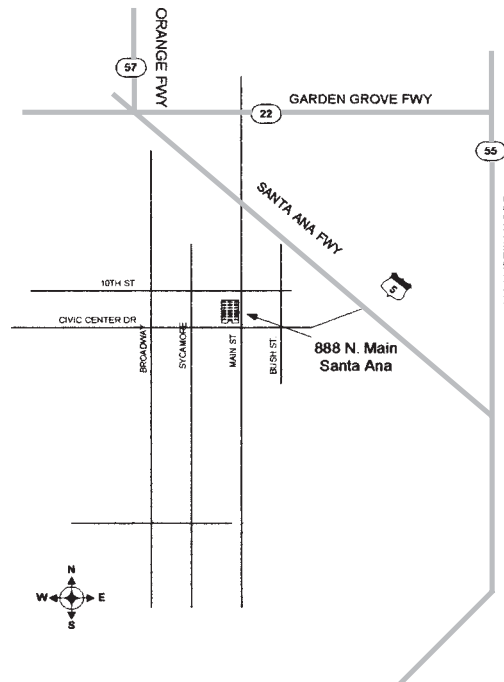 ORANGE FWY
57
GARDEN GROVE FWY
22
55
SANTA ANA FWY
5
10TH ST
CIVIC CENTER DR
BROADWAY
SYCAMORE
MAIN ST
BUSH ST.
888 N. Main
Santa Ana
N
W
E
S